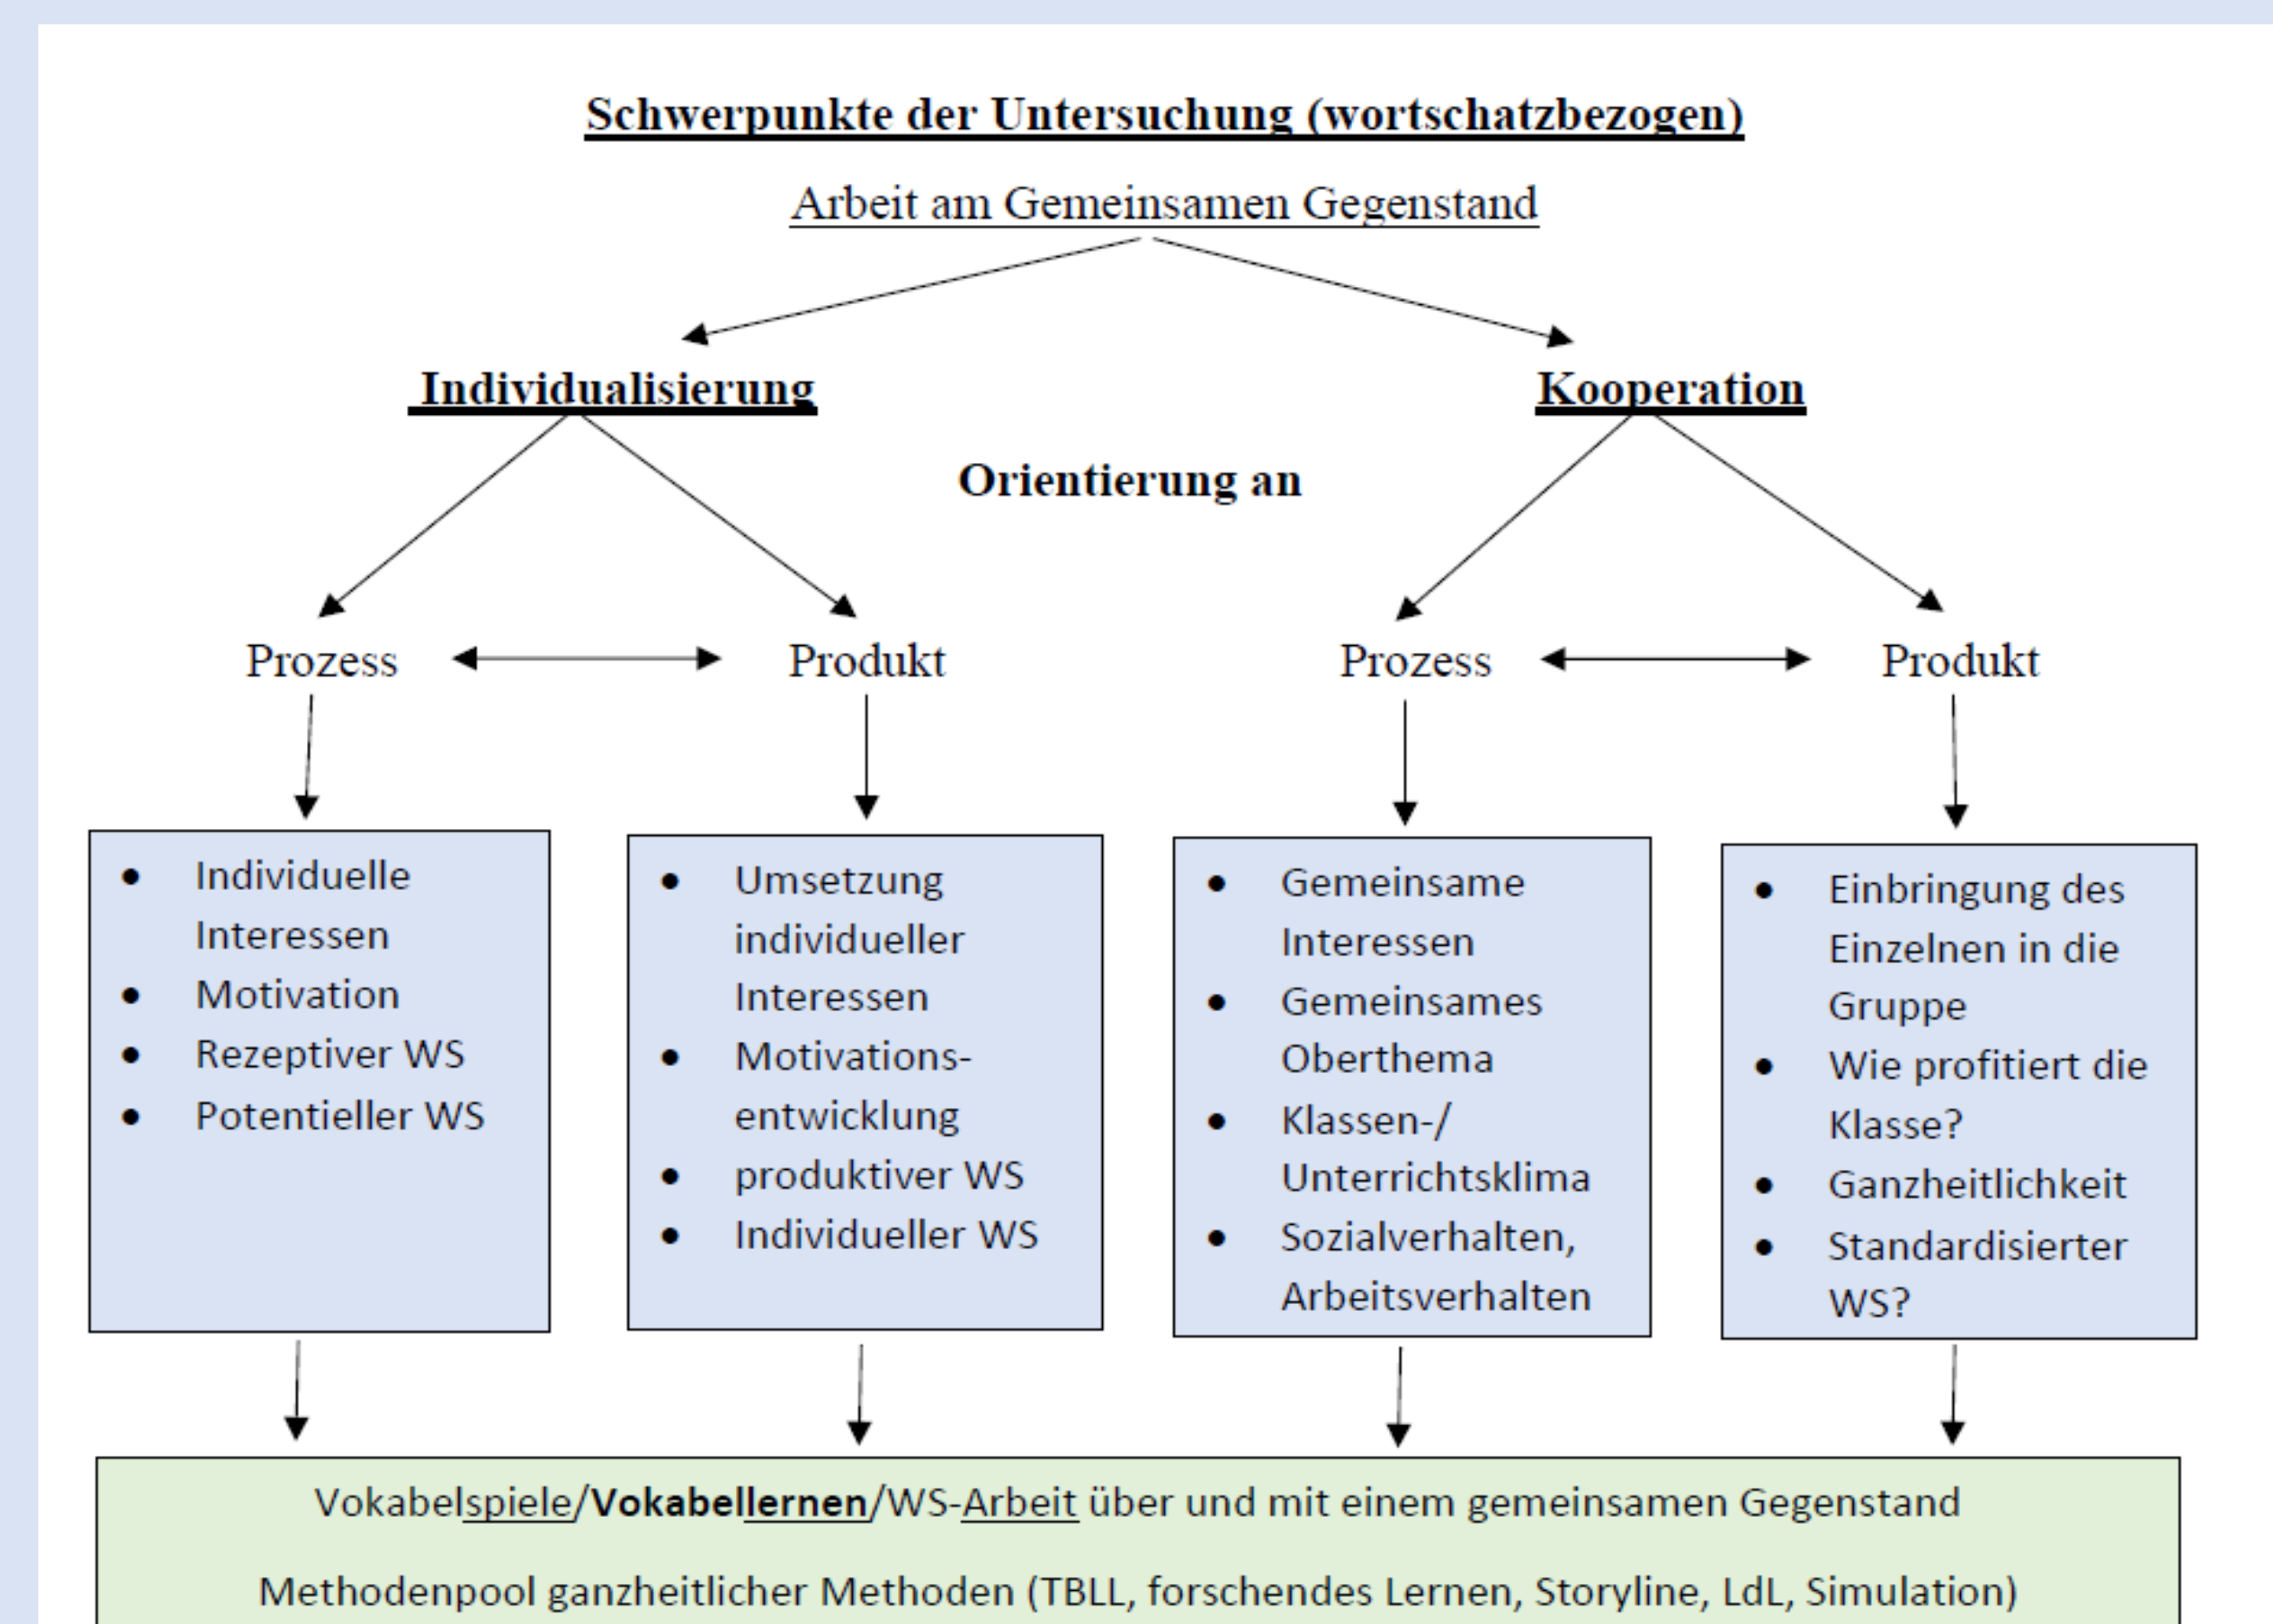 Schwerpunkte der Untersuchung (wortschatzbezogen)
Arbeit am Gemeinsamen Gegenstand
Individualisierung
Kooperation
Orientierung an
Prozess
Produkt
Prozess
Produkt
• Individuelle
Interessen
• Motivation
• Rezeptiver WS
• Potentieller WS
• Umsetzung
individueller
Interessen
• Motivations-
entwicklung
• produktiver WS
• Individueller WS
• Gemeinsame
Interessen
• Gemeinsames
Oberthema
• Klassen-/
Unterrichtsklima
• Sozialverhalten,
Arbeitsverhalten
• Einbringung des
Einzelnen in die
Gruppe
• Wie profitiert die
Klasse?
• Ganzheitlichkeit
• Standardisierter
WS?
Vokabelspiele/Vokabellernen/WS-Arbeit über und mit einem gemeinsamen Gegenstand
Methodenpool ganzheitlicher Methoden (TBLL, forschendes Lernen, Storyline, LdL, Simulation)